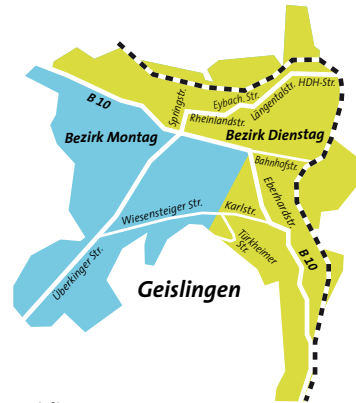 B 10
Springstr.
Eybach. Str.
Langentalstr.
HDH-Str.
Rheinlandstr.
Bezirk Montag
Bezirk Dienstag
Bahnhofstr.
Eberhardstr.
Wiesensteiger Str.
Karlstr.
Türkheimer
Str.
Überkinger Str.
B 10
Geislingen